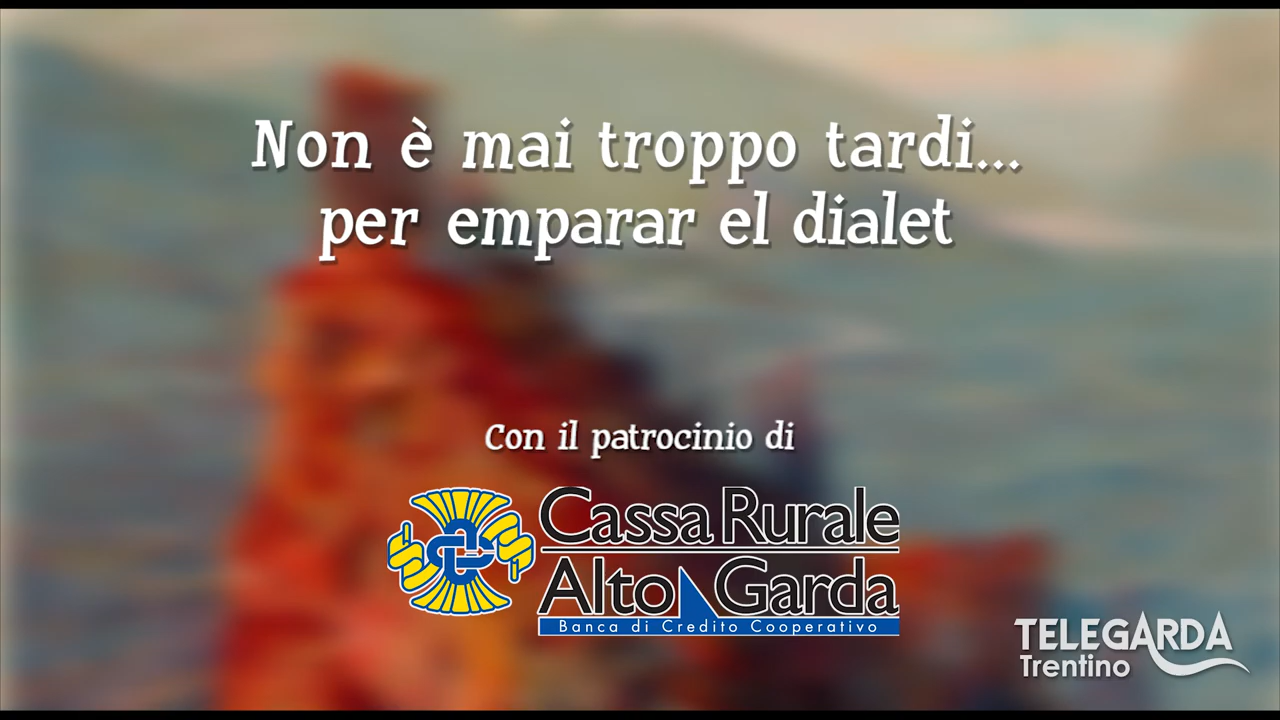 Non è mai troppo tardi...
per emparar el dialet
Con il patrocinio di
Cassa Rurale
Alto Garda
Banca di Credito Cooperativo
TELEGARDA
Trentino